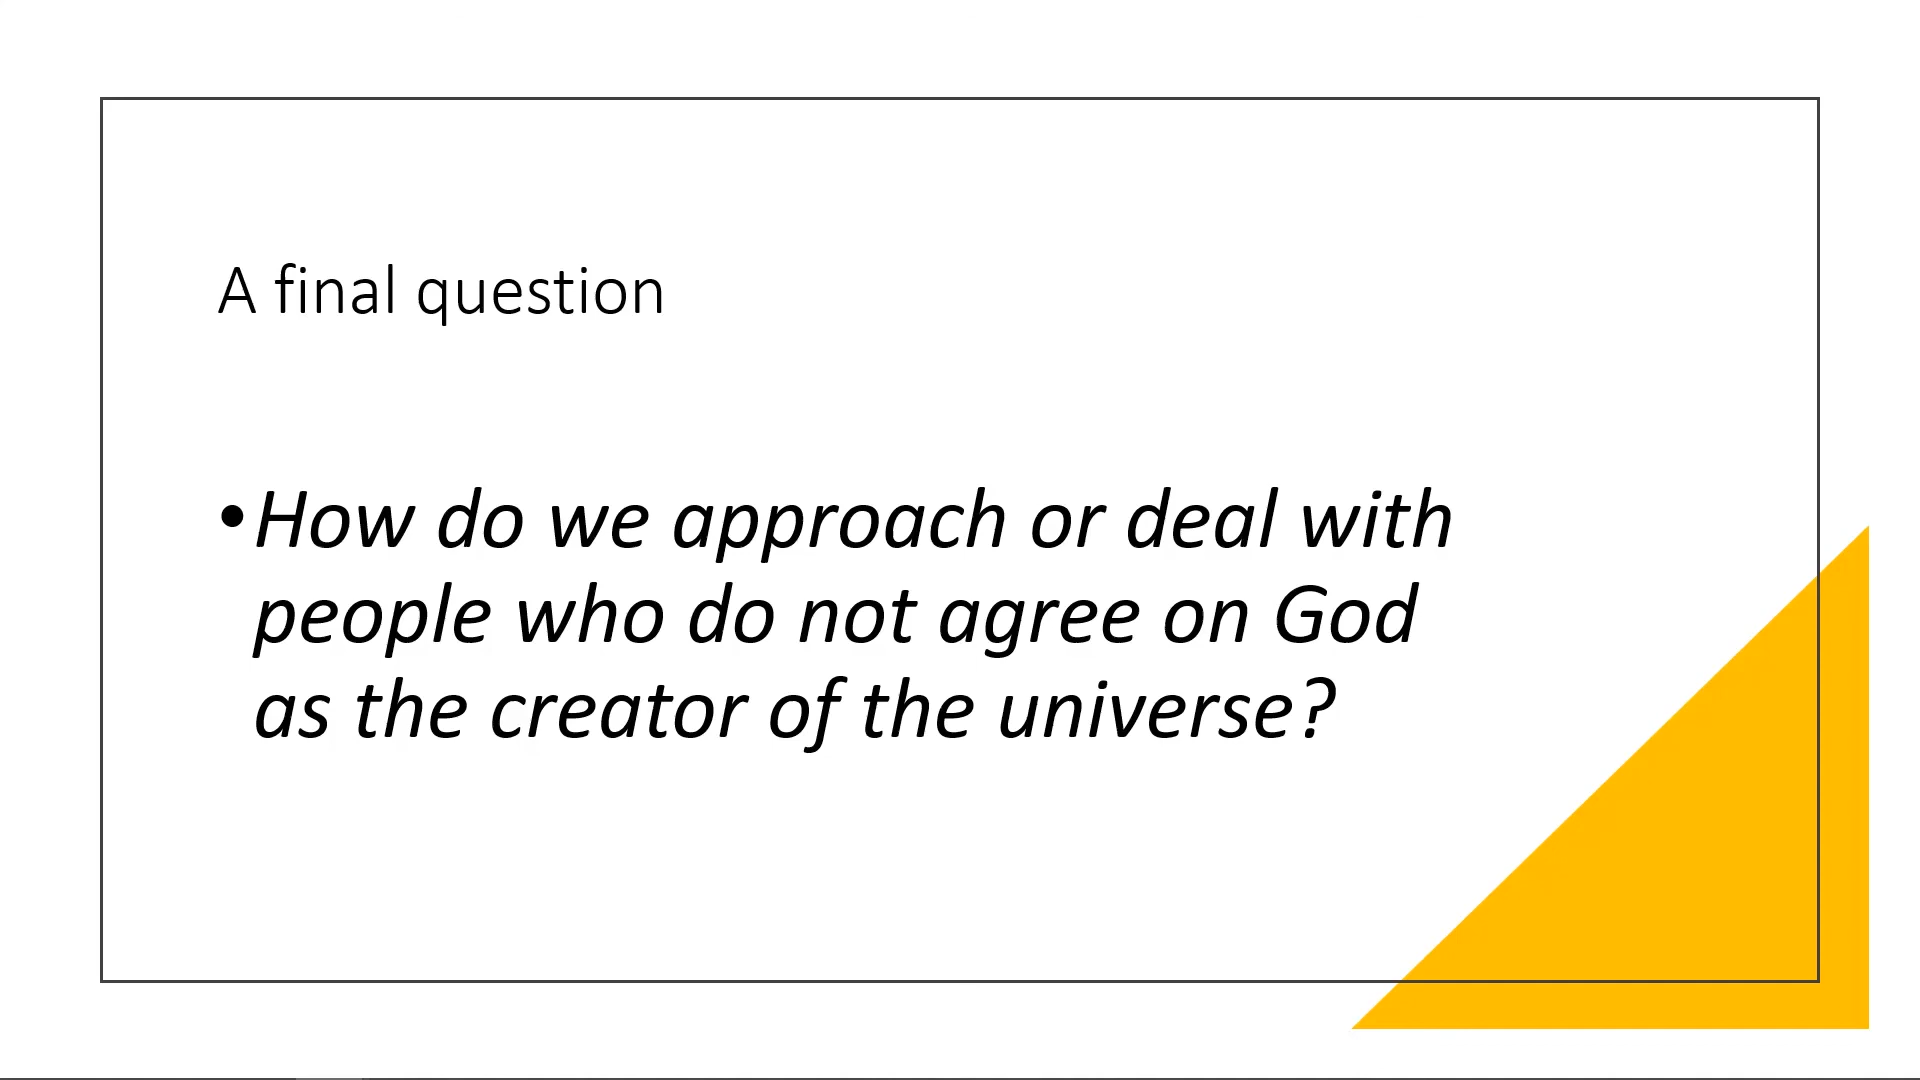 A final question
•How do we approach or deal with
people who do not agree on God
as the creator of the universe?